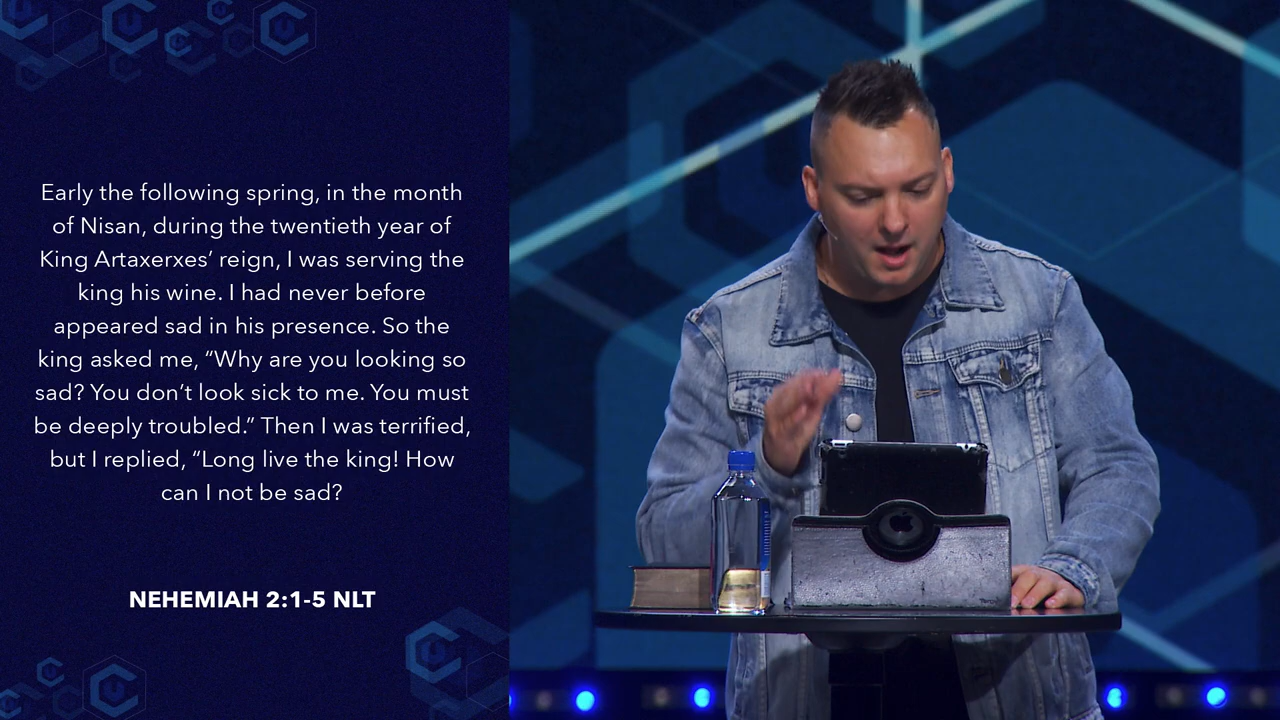 Early the following spring, in the month
of Nisan, during the twentieth year of
King Artaxerxes’ reign, I was serving the
king his wine. I had never before
appeared sad in his presence. So the
king asked me, “Why are you looking so
sad? You don’t look sick to me. You must
be deeply troubled.” Then I was terrified,
but I replied, “Long live the king! How
can I not be sad?
NEHEMIAH 2:1-5 NLT